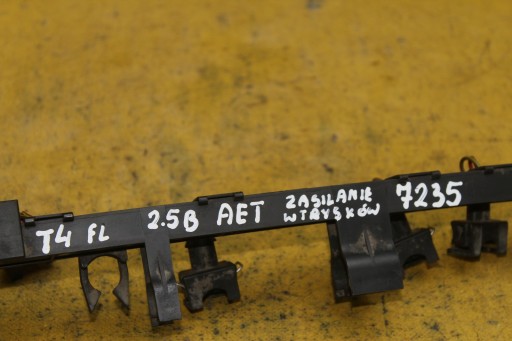 T4 FL 2.5B AET ZASILANIE 7235
WTRYSKÓW